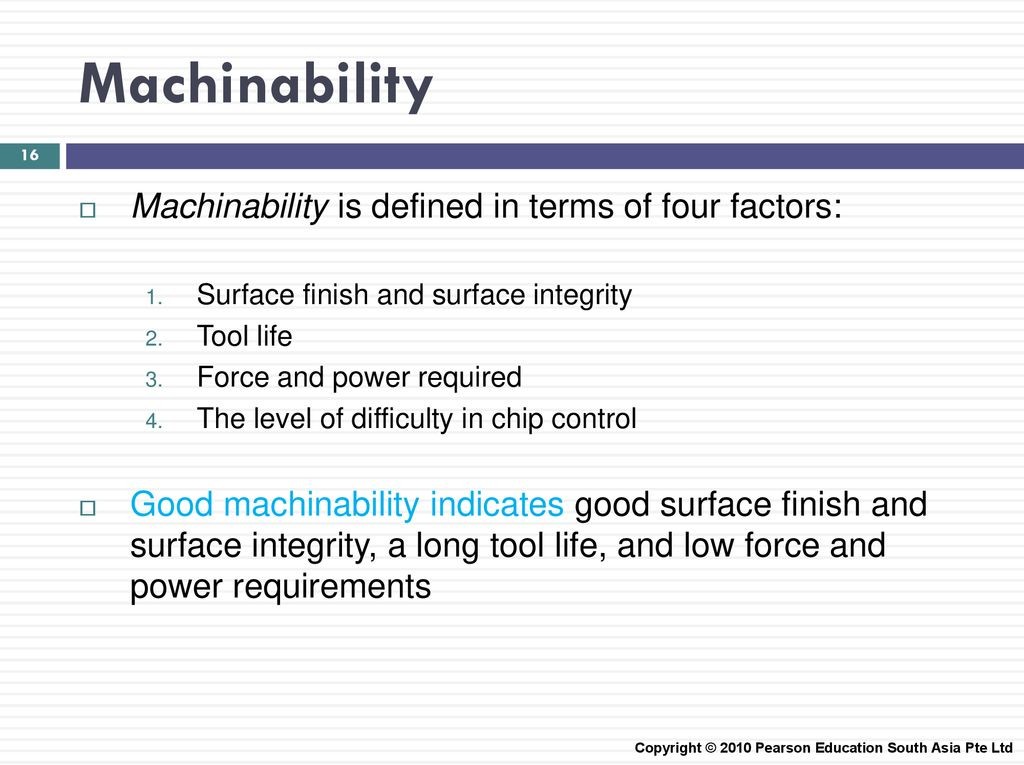 Machinability
16
Machinability is defined in terms of four factors:
1. Surface finish and surface integrity
2. Tool life
3. Force and power required
4. The level of difficulty in chip control
Good machinability indicates good surface finish and
surface integrity, a long tool life, and low force and
power requirements
Copyright © 2010 Pearson Education South Asia Pte Ltd